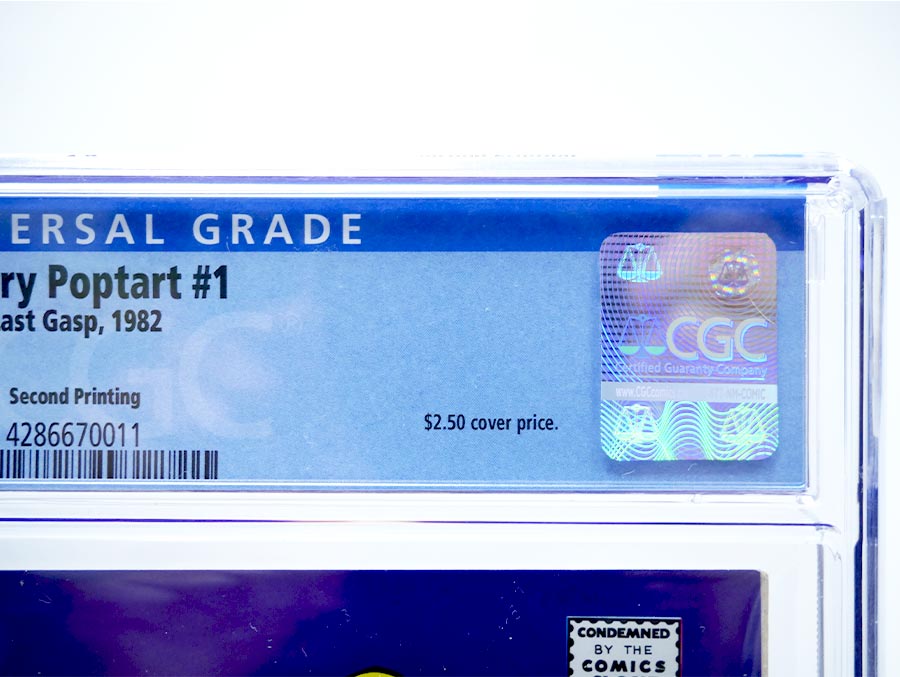 ERSAL GRADE
ry Poptart #1
ast Gasp, 1982
Second Printing
4286670011
$2.50 cover price.
CGC
Certified Guaranty Company
CONDEMNED
BY THE
COMICS